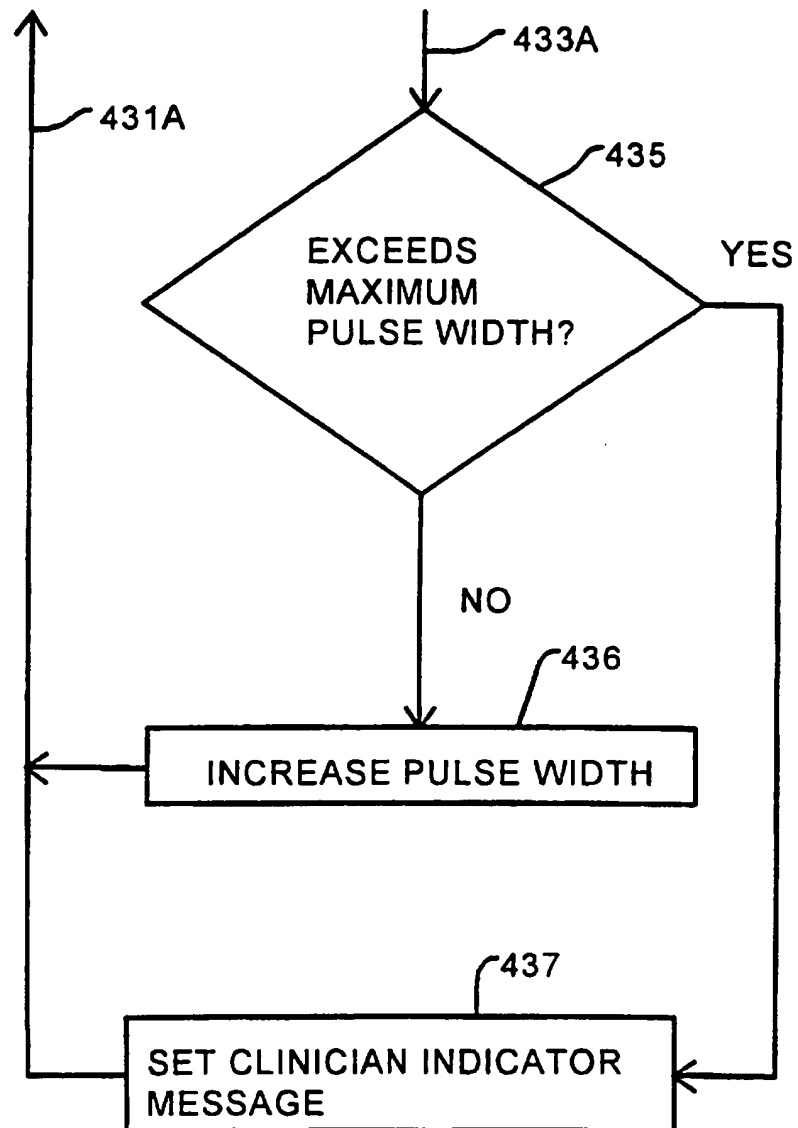 433A
431A
435
EXCEEDS
MAXIMUM
PULSE WIDTH?
YES
NO
436
INCREASE PULSE WIDTH
437
SET CLINICIAN INDICATOR
MESSAGE